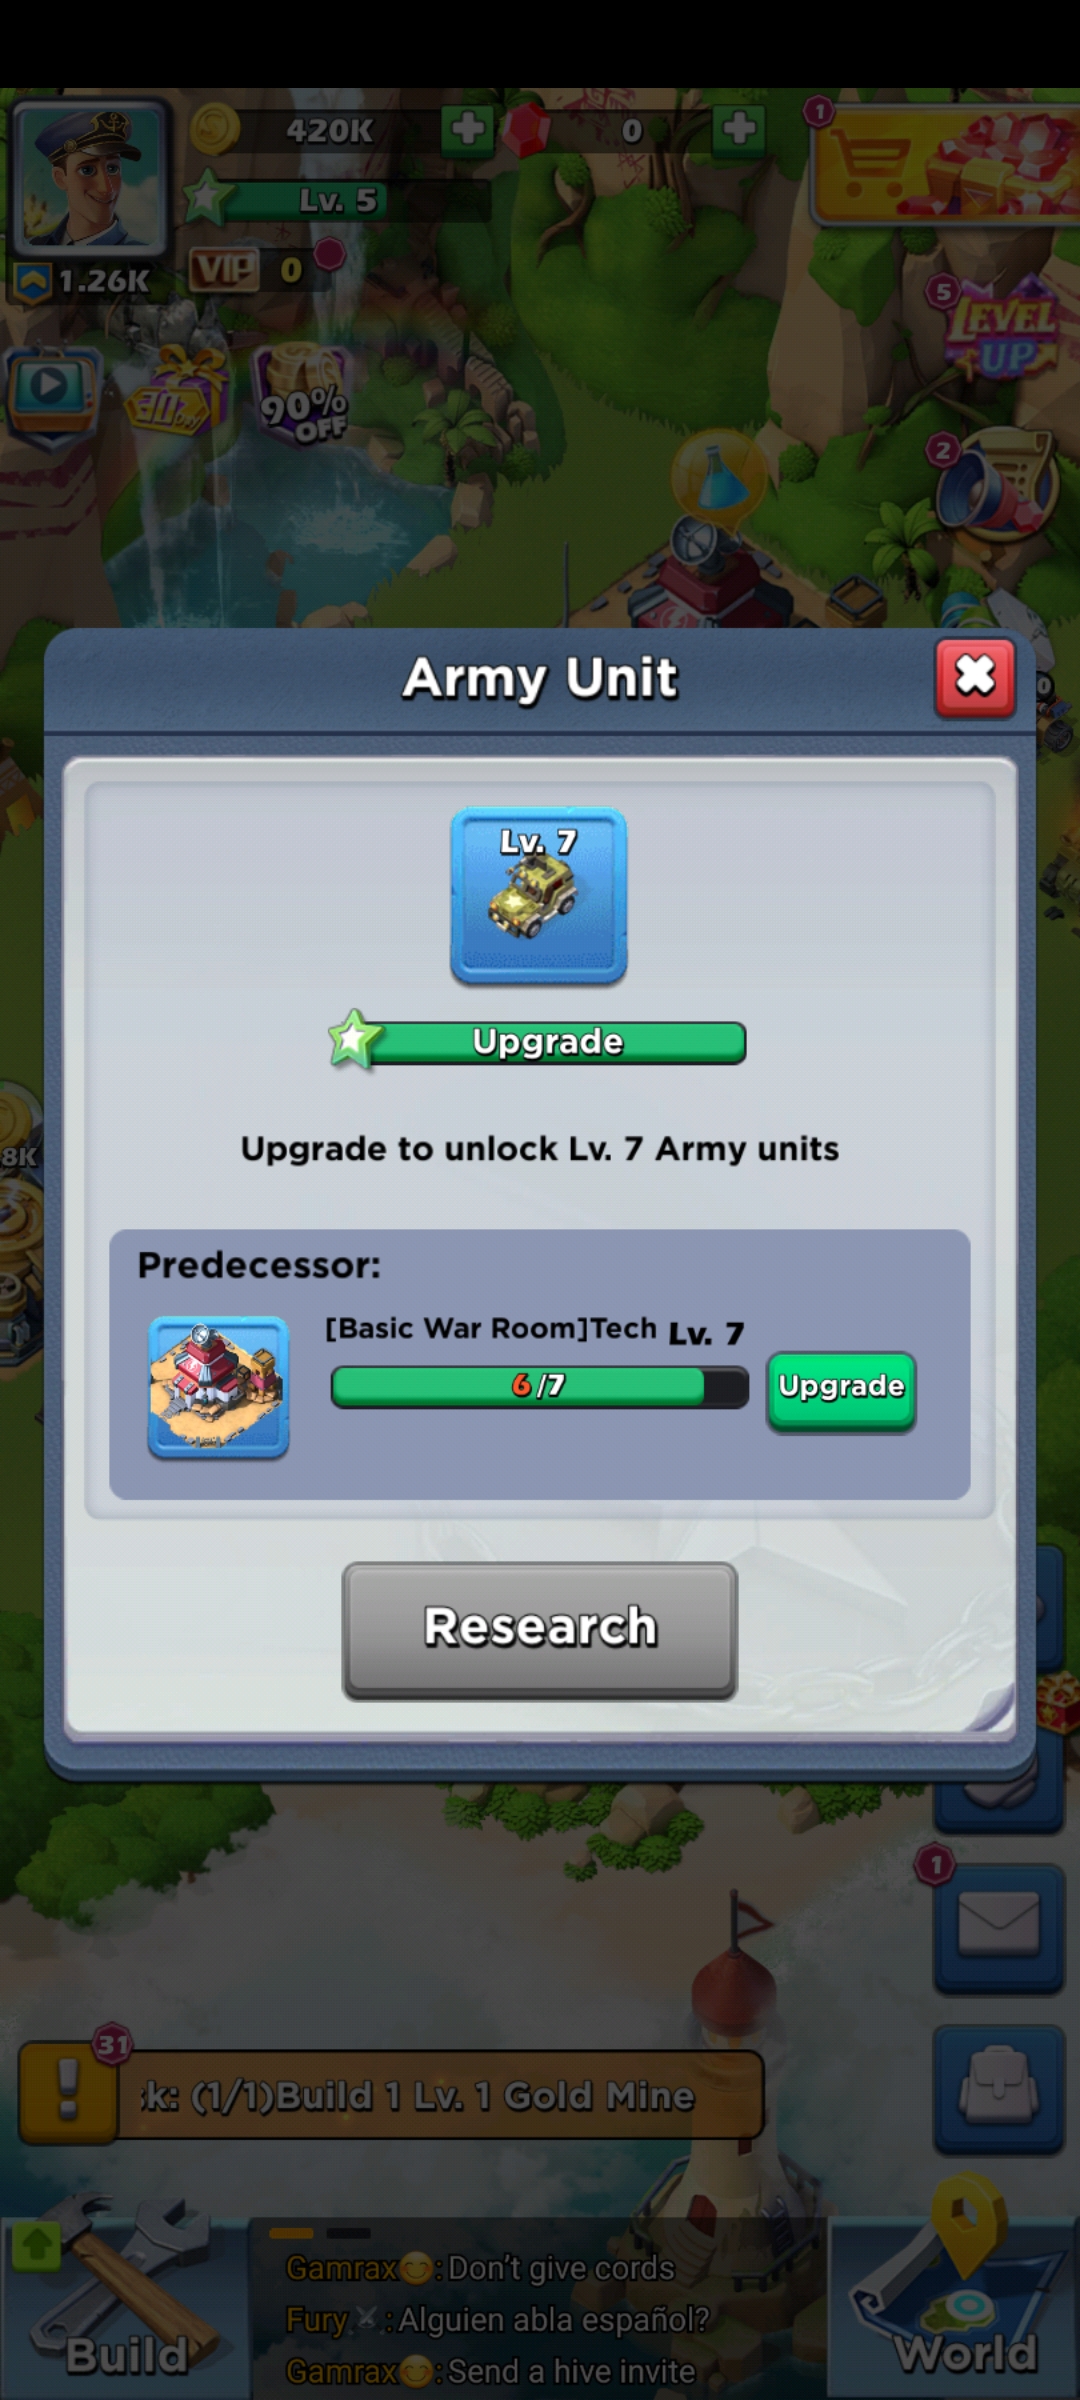 420K
0
1
Lv. 5
1.26K
VIP 0
5
LEVEL
UP
30
90%
OFF
2
Army Unit
Lv. 7
Upgrade
Upgrade to unlock Lv. 7 Army units
8K
Predecessor:
[Basic War Room]Tech Lv. 7
6/7
Upgrade
Research
1
31
k: (1/1)Build 1 Lv. 1 Gold Mine
Gamrax😊: Don't give cords
Fury⚔: Alguien abla español?
Gamrax😊: Send a hive invite
Build
World